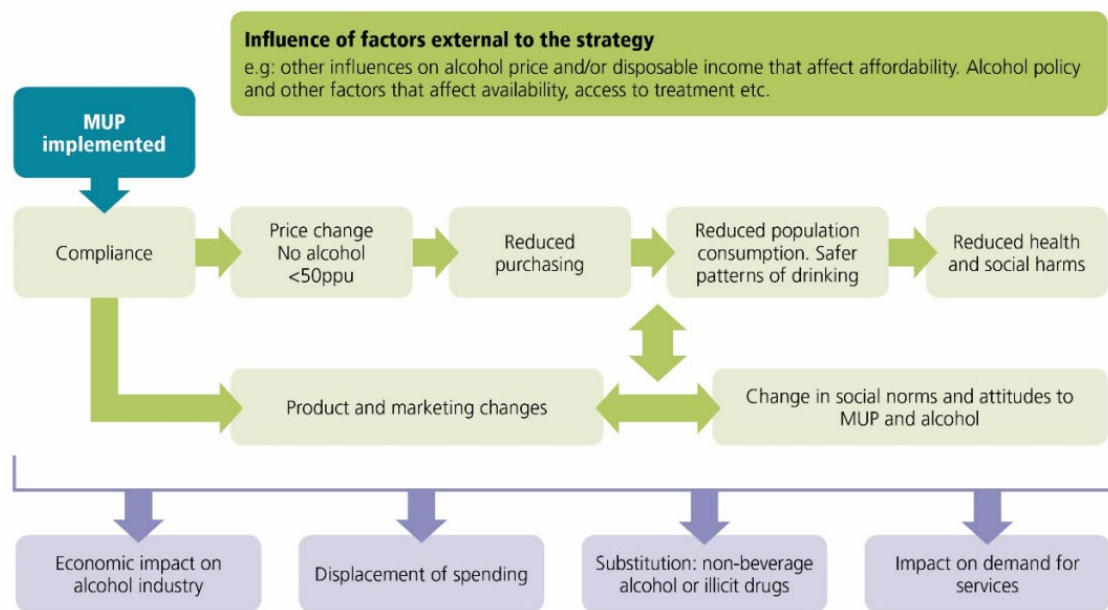 Influence of factors external to the strategy
e.g: other influences on alcohol price and/or disposable income that affect affordability. Alcohol policy
and other factors that affect availability, access to treatment etc.
MUP
implemented
Compliance
Price change
No alcohol
<50ppu
Reduced
purchasing
Reduced population
consumption. Safer
patterns of drinking
Reduced health
and social harms
Product and marketing changes
Change in social norms and attitudes to
MUP and alcohol
Economic impact on
alcohol industry
Displacement of spending
Substitution: non-beverage
alcohol or illicit drugs
Impact on demand for
services